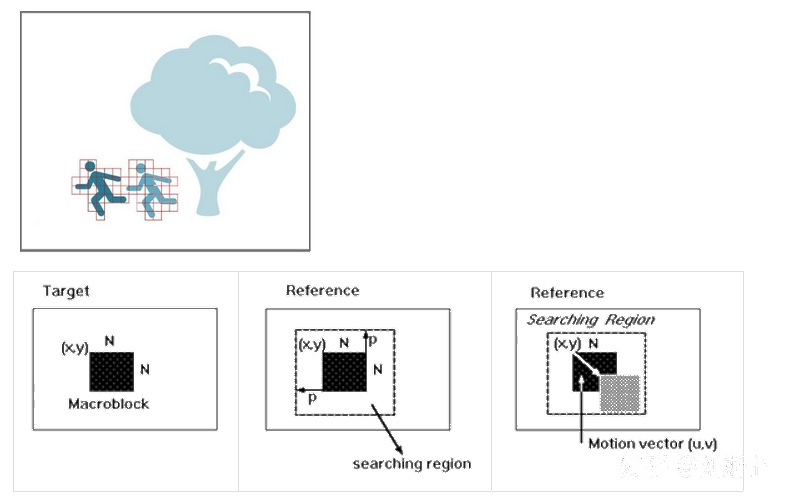 Target
(x,y)
N
N
Macroblock
Reference
(x,y)
N
p
N
p
searching region
Reference
Searching Region
(x,y) N
Motion vector (u,v)